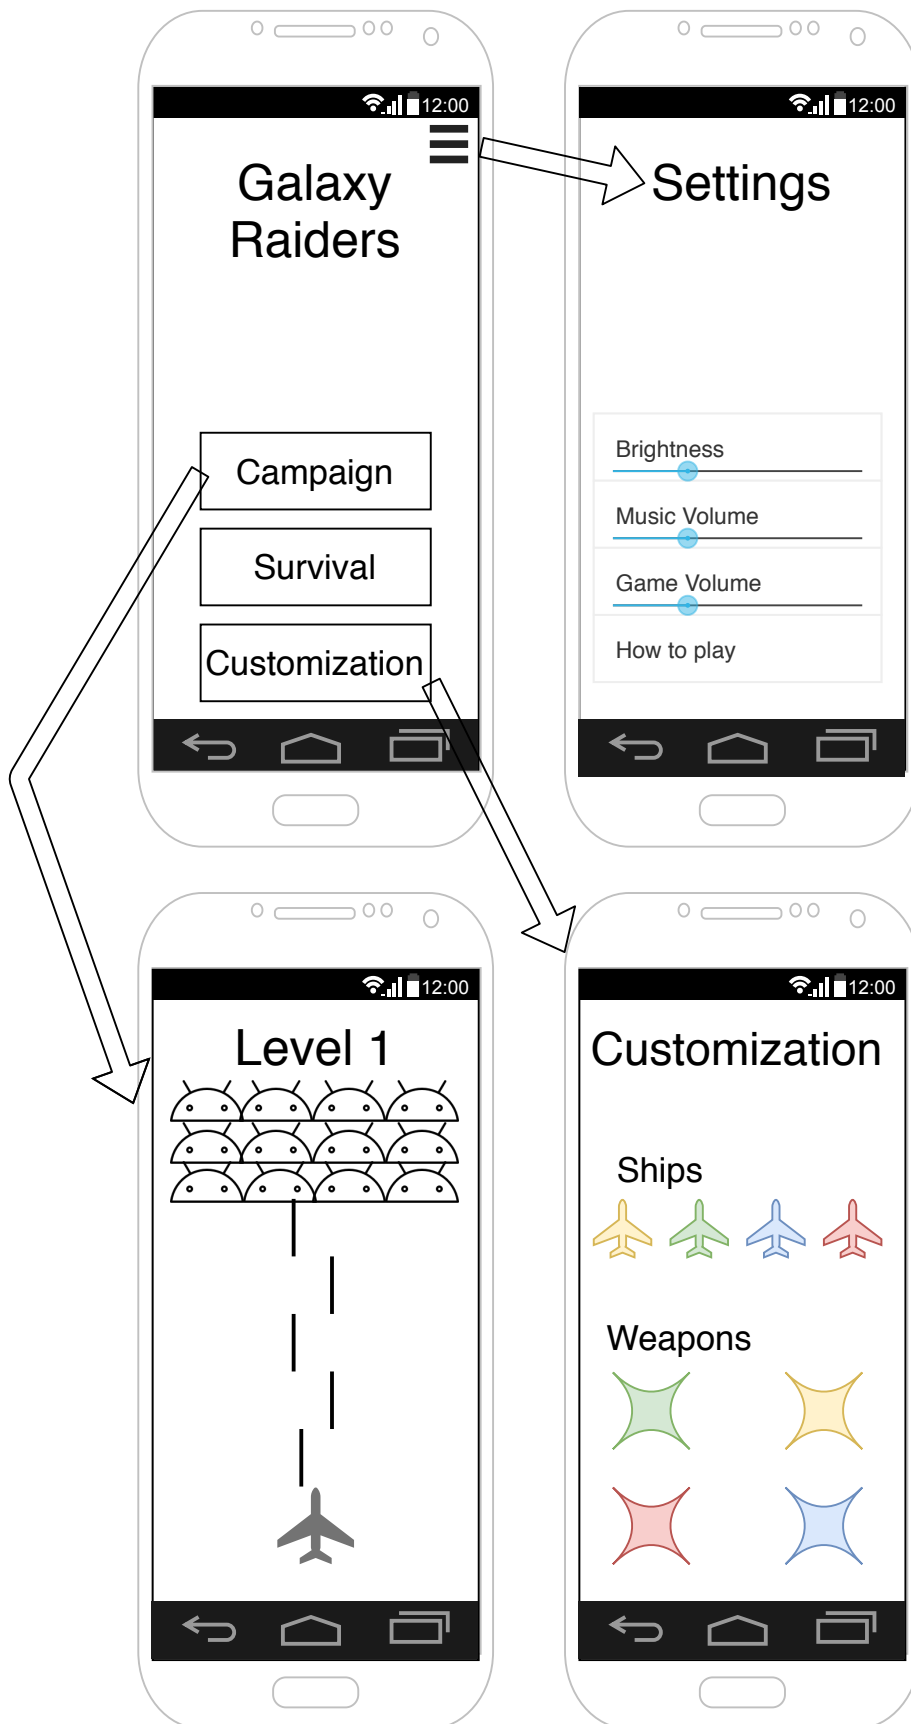 12:00
Galaxy
Raiders
Campaign
Survival
Customization
12:00
Settings
Brightness
Music Volume
Game Volume
How to play
12:00
Level 1
12:00
Customization
Ships
Weapons